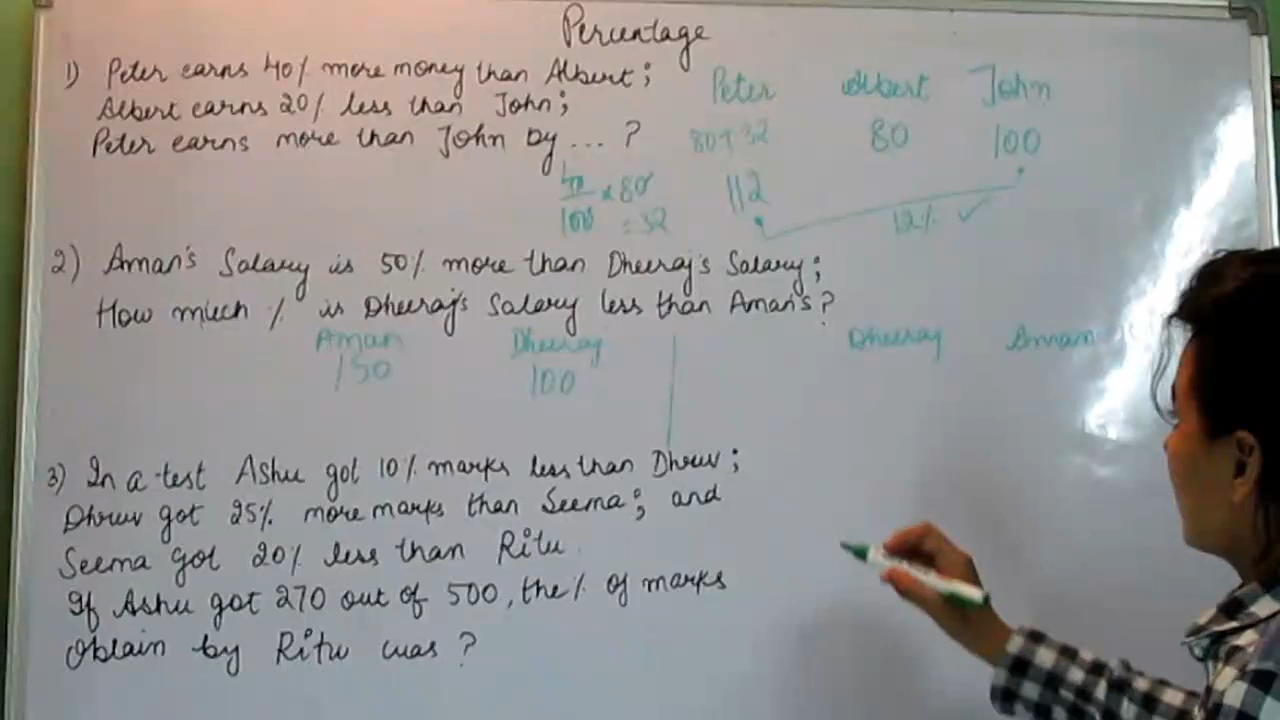 Percentage
1) Peter earns 40% more money than Albert;
Albert earns 20% less than John;
Peter earns more than John by ... ?
Peter Albert John
80+32 80 100
40/100 × 80 = 32
112
12% ✓
2) Aman's Salary is 50% more than Dheeraj's Salary;
How much % is Dheeraj's Salary less than Aman's?
Aman Dheeraj
150 100
Dheeraj Aman
3) In a test Ashu got 10% marks less than Dhruv;
Dhruv got 25% more marks than Seema; and
Seema got 20% less than Ritu.
If Ashu got 270 out of 500, the % of marks
Obtain by Ritu was ?